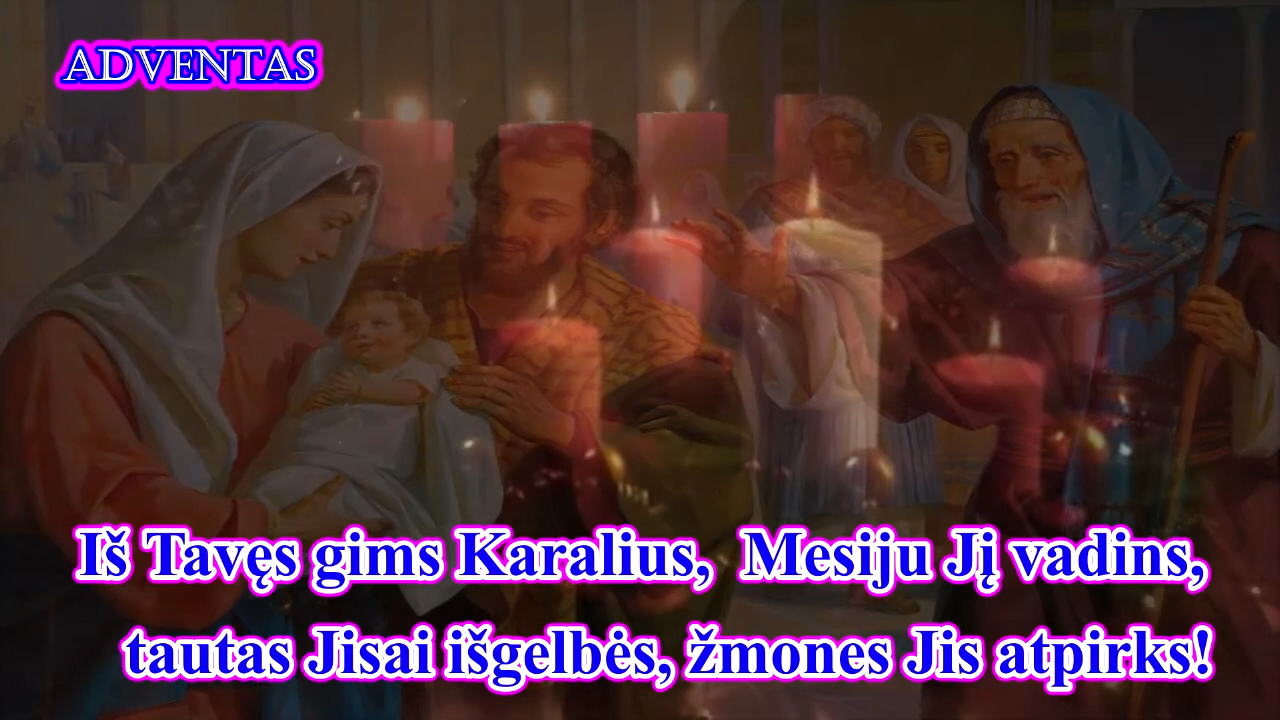 ADVENTAS
Iš Tavęs gims Karalius, Mesiju Jį vadins,
tautas Jisai išgelbės, žmones Jis atpirks!